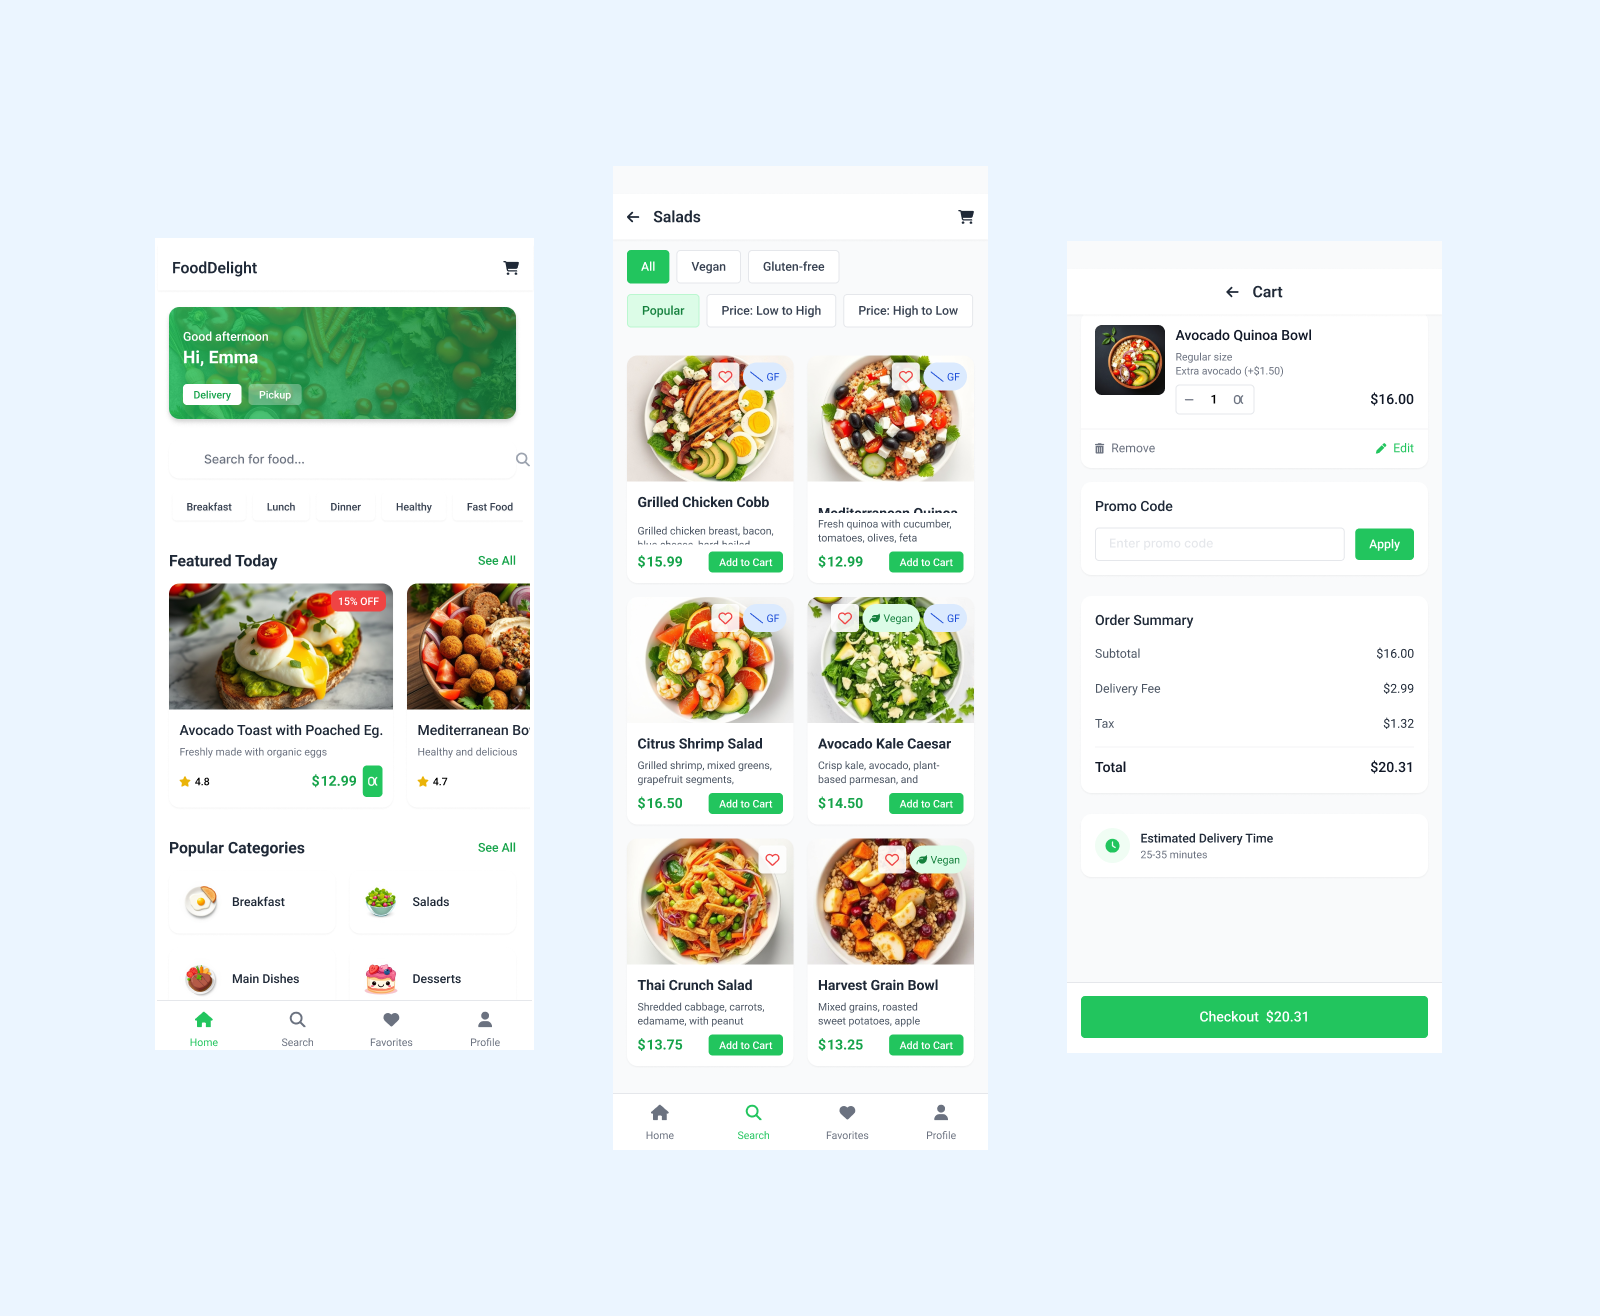 FoodDelight
Good afternoon
Hi, Emma
Delivery
Pickup
Search for food...
Breakfast
Lunch
Dinner
Healthy
Fast Food
Featured Today
See All
15% OFF
Avocado Toast with Poached Eg.
Freshly made with organic eggs
4.8
$12.99
Mediterranean Bo
Healthy and delicious
4.7
Popular Categories
See All
Breakfast
Salads
Main Dishes
Desserts
Home
Search
Favorites
Profile
Salads
All
Vegan
Gluten-free
Popular
Price: Low to High
Price: High to Low
GF
Grilled Chicken Cobb
Grilled chicken breast, bacon,
blue cheese, hard boiled
$15.99
Add to Cart
GF
Mediterranean Quinoa
Fresh quinoa with cucumber,
tomatoes, olives, feta
$12.99
Add to Cart
GF
Citrus Shrimp Salad
Grilled shrimp, mixed greens,
grapefruit segments,
$16.50
Add to Cart
Vegan
GF
Avocado Kale Caesar
Crisp kale, avocado, plant-
based parmesan, and
$14.50
Add to Cart
Thai Crunch Salad
Shredded cabbage, carrots,
edamame, with peanut
$13.75
Add to Cart
Vegan
Harvest Grain Bowl
Mixed grains, roasted
sweet potatoes, apple
$13.25
Add to Cart
Home
Search
Favorites
Profile
Cart
Avocado Quinoa Bowl
Regular size
Extra avocado (+$1.50)
1
$16.00
Remove
Edit
Promo Code
Enter promo code
Apply
Order Summary
Subtotal
$16.00
Delivery Fee
$2.99
Tax
$1.32
Total
$20.31
Estimated Delivery Time
25-35 minutes
Checkout $20.31